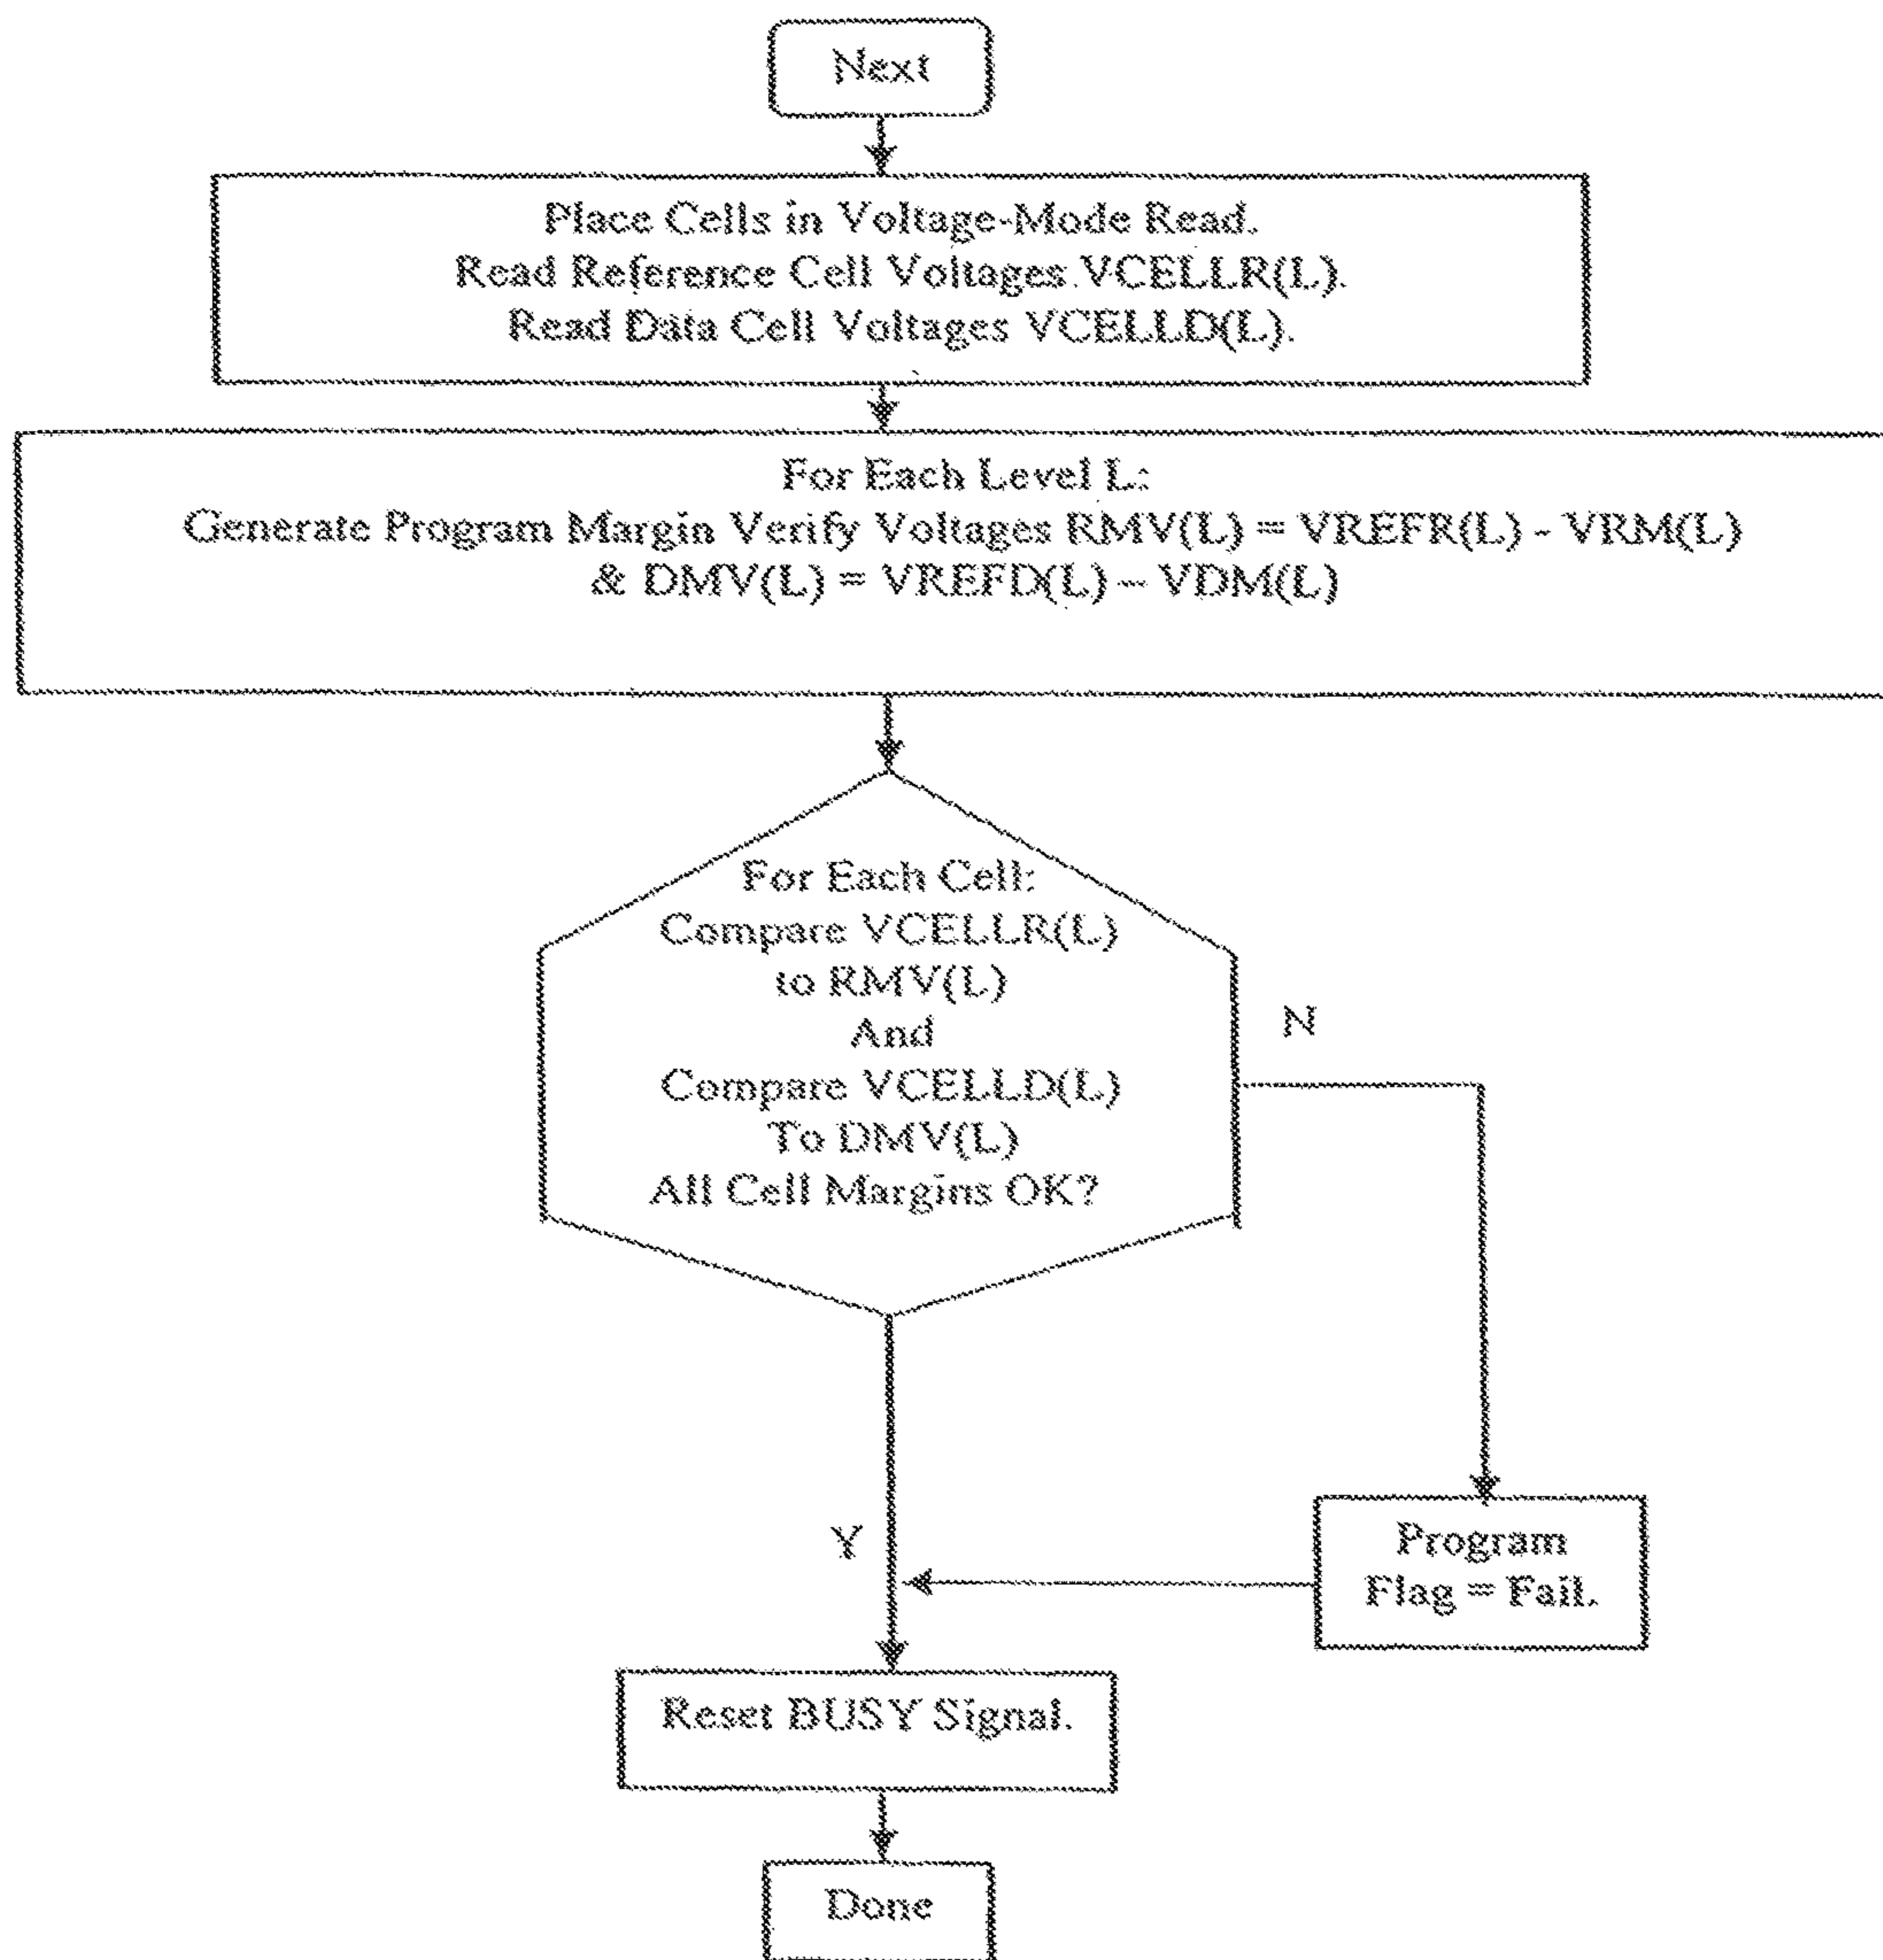 Next
Place Cells in Voltage-Mode Read.
Read Reference Cell Voltages VCELLR(L).
Read Data Cell Voltages VCELLD(L).
For Each Level L:
Generate Program Margin Verify Voltages RMV(L) = VREFR(L) - VRM(L)
& DMV(L) = VREFD(L) – VDM(L)
For Each Cell:
Compare VCELLR(L)
to RMV(L)
And
Compare VCELLD(L)
To DMV(L)
All Cell Margins OK?
N
Y
Program
Flag = Fail.
Reset BUSY Signal.
Done